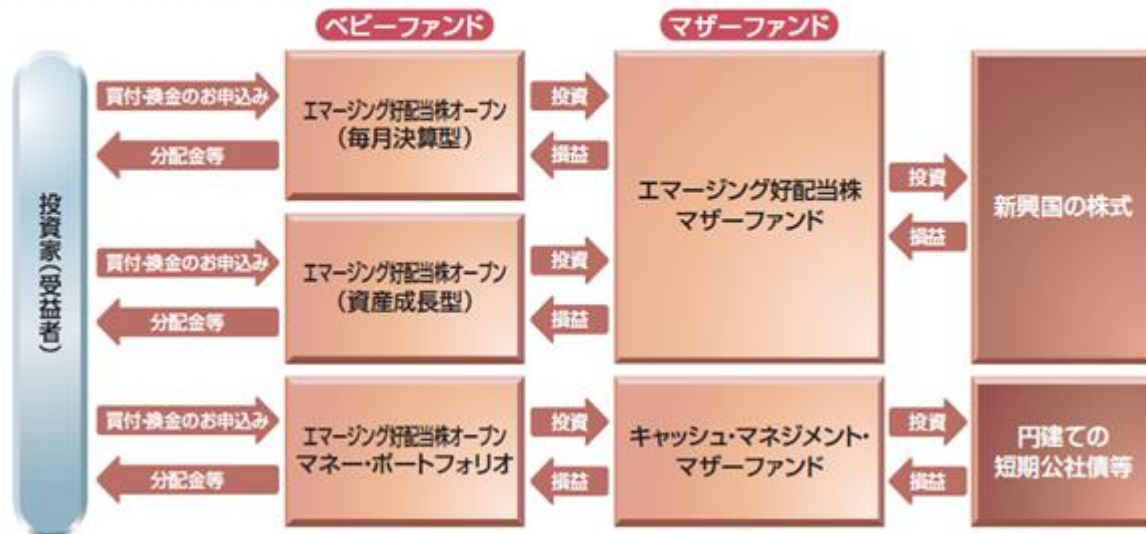 ベビーファンド
マザーファンド
投資家(受益者)
買付・換金のお申込み
分配金等
エマージング好配当株オープン
(毎月決算型)
投資
損益
買付・換金のお申込み
分配金等
エマージング好配当株オープン
(資産成長型)
投資
損益
エマージング好配当株
マザーファンド
投資
損益
新興国の株式
買付・換金のお申込み
分配金等
エマージング好配当株オープン
マネー・ポートフォリオ
投資
損益
キャッシュ・マネジメント・
マザーファンド
投資
損益
円建ての
短期公社債等